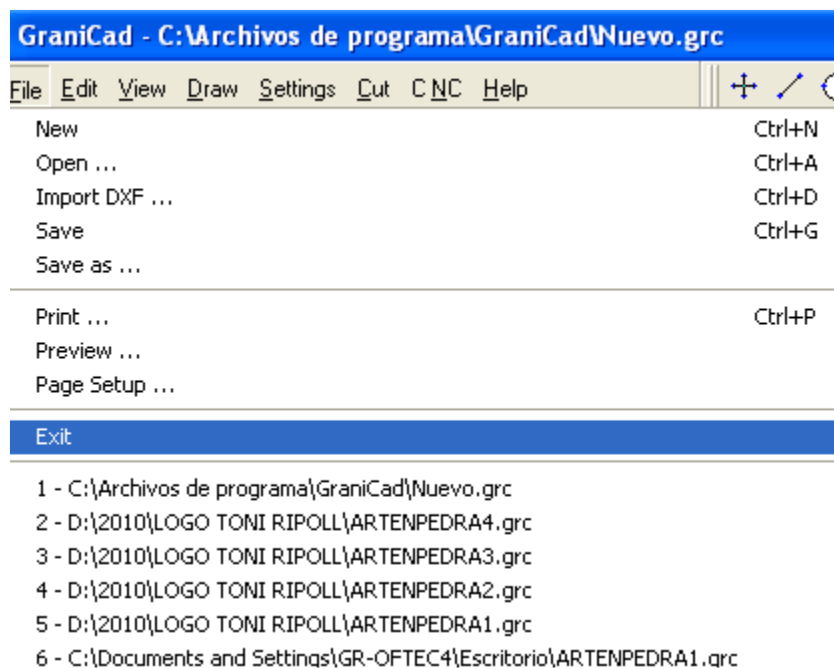 GraniCad - C:\Archivos de programa\GraniCad\Nuevo.grc
File Edit View Draw Settings Cut C NC Help
New Ctrl+N
Open ... Ctrl+A
Import DXF ... Ctrl+D
Save Ctrl+G
Save as ...
Print ... Ctrl+P
Preview ...
Page Setup ...
Exit
1 - C:\Archivos de programa\GraniCad\Nuevo.grc
2 - D:\2010\LOGO TONI RIPOLL\ARTENPEDRA4.grc
3 - D:\2010\LOGO TONI RIPOLL\ARTENPEDRA3.grc
4 - D:\2010\LOGO TONI RIPOLL\ARTENPEDRA2.grc
5 - D:\2010\LOGO TONI RIPOLL\ARTENPEDRA1.grc
6 - C:\Documents and Settings\GR-OFTEC4\Escritorio\ARTENPEDRA1.grc